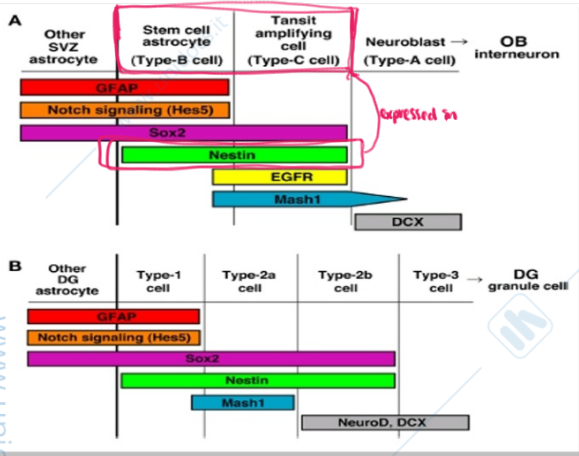 A
Other
SVZ
astrocyte
Stem cell
astrocyte
(Type-B cell)
Tansit
amplifying
cell
(Type-C cell)
Neuroblast →
(Type-A cell)
OB
interneuron
GFAP
Notch signaling (Hes5)
Sox2
Nestin
EGFR
Mash1
DCX
expressed in
B
Other
DG
astrocyte
Type-1
cell
Type-2a
cell
Type-2b
cell
Type-3 →
cell
DG
granule cell
GFAP
Notch signaling (Hes5)
Sox2
Nestin
Mash1
NeuroD, DCX